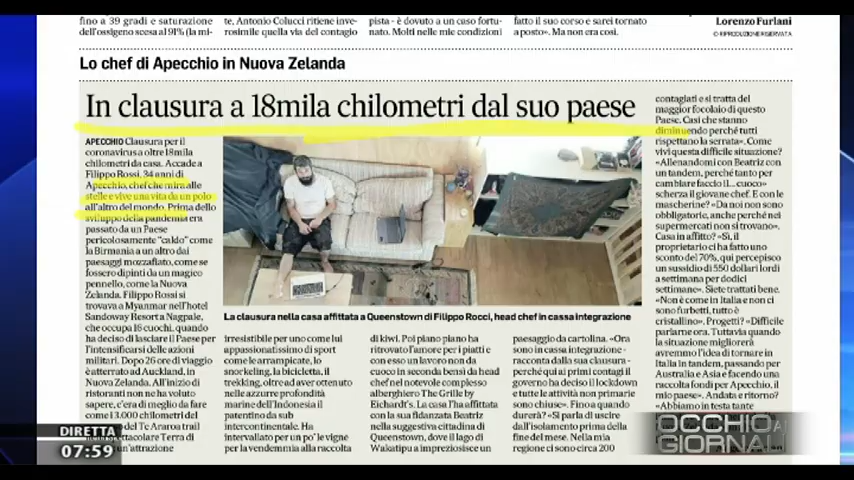 fino a 39 gradi e saturazione
dell'ossigeno scesa al 91% (la mi-
te, Antonio Colucci ritiene inve-
rosimile quella via del contagio
pista - è dovuto a un caso fortu-
nato. Molti nelle mie condizioni
fatto il suo corso e sarei tornato
a posto». Ma non era così.
Lorenzo Furlani
© RIPRODUZIONE RISERVATA
Lo chef di Apecchio in Nuova Zelanda
In clausura a 18mila chilometri dal suo paese
APECCHIO Clausura per il
coronavirus a oltre 18mila
chilometri da casa. Accade a
Filippo Rossi, 34 anni di
Apecchio, chef che mira alle
stelle e vive una vita da un polo
all'altro del mondo. Prima dello
sviluppo della pandemia era
passato da un Paese
pericolosamente "caldo" come
la Birmania a un altro dai
paesaggi mozzafiato, come se
fossero dipinti da un magico
pennello, come la Nuova
Zelanda. Filippo Rossi si
trovava a Myanmar nell'hotel
Sandoway Resort a Nagpale,
che occupa 16 cuochi, quando
ha deciso di lasciare il Paese per
l'intensificarsi delle azioni
militari. Dopo 26 ore di viaggio
è atterrato ad Auckland, in
Nuova Zelanda. All'inizio di
ristoranti non ne ha voluto
sapere, c'era di meglio da fare
come i 3.000 chilometri del
del Te Araroa trail
spettacolare Terra di
un'attrazione
La clausura nella casa affittata a Queenstown di Filippo Rocci, head chef in cassa integrazione
irresistibile per uno come lui
appassionatissimo di sport
come le arrampicate, lo
snorkeling, la bicicletta, il
trekking, oltre ad aver ottenuto
nelle azzurre profondità
marine dell'Indonesia il
patentino da sub
intercontinentale. Ha
intervallato per un po' le vigne
per la vendemmia alla raccolta
di kiwi. Poi piano piano ha
ritrovato l'amore per i piatti e
con esso un lavoro non da
cuoco in seconda bensì da head
chef nel notevole complesso
alberghiero The Grille by
Eichardt's. La casa l'ha affittata
con la sua fidanzata Beatriz
nella suggestiva cittadina di
Queenstown, dove il lago di
Wakatipu a impreziosisce un
paesaggio da cartolina. «Ora
sono in cassa integrazione -
racconta dalla sua clausura -
perché qui ai primi contagi il
governo ha deciso il lockdown
e tutte le attività non primarie
sono chiuse». Fino a quando
durerà? «Si parla di uscire
dall'isolamento prima della
fine del mese. Nella mia
regione ci sono circa 200
contagiati e si tratta del
maggior focolaio di questo
Paese. Casi che stanno
diminuendo perché tutti
rispettano la serrata». Come
vivi questa difficile situazione?
«Allenandomi con Beatriz con
un tandem, perché tanto per
cambiare faccio il... cuoco»
scherza il giovane chef. E con le
mascherine? «Da noi non sono
obbligatorie, anche perché nei
supermercati non si trovano».
Casa in affitto? «Sì, il
proprietario ci ha fatto uno
sconto del 70%, qui percepisco
un sussidio di 550 dollari lordi
a settimana per dodici
settimane». Siete trattati bene.
«Non è come in Italia e non ci
sono furbetti, tutto è
cristallino». Progetti? «Difficile
parlarne ora. Tuttavia quando
la situazione migliorerà
avremmo l'idea di tornare in
Italia in tandem, passando per
Australia e Asia e facendo una
raccolta fondi per Apecchio, il
mio paese». Andata e ritorno?
«Abbiamo in testa tante
DIRETTA
07:59
OCCHIO AI
GIORNALI